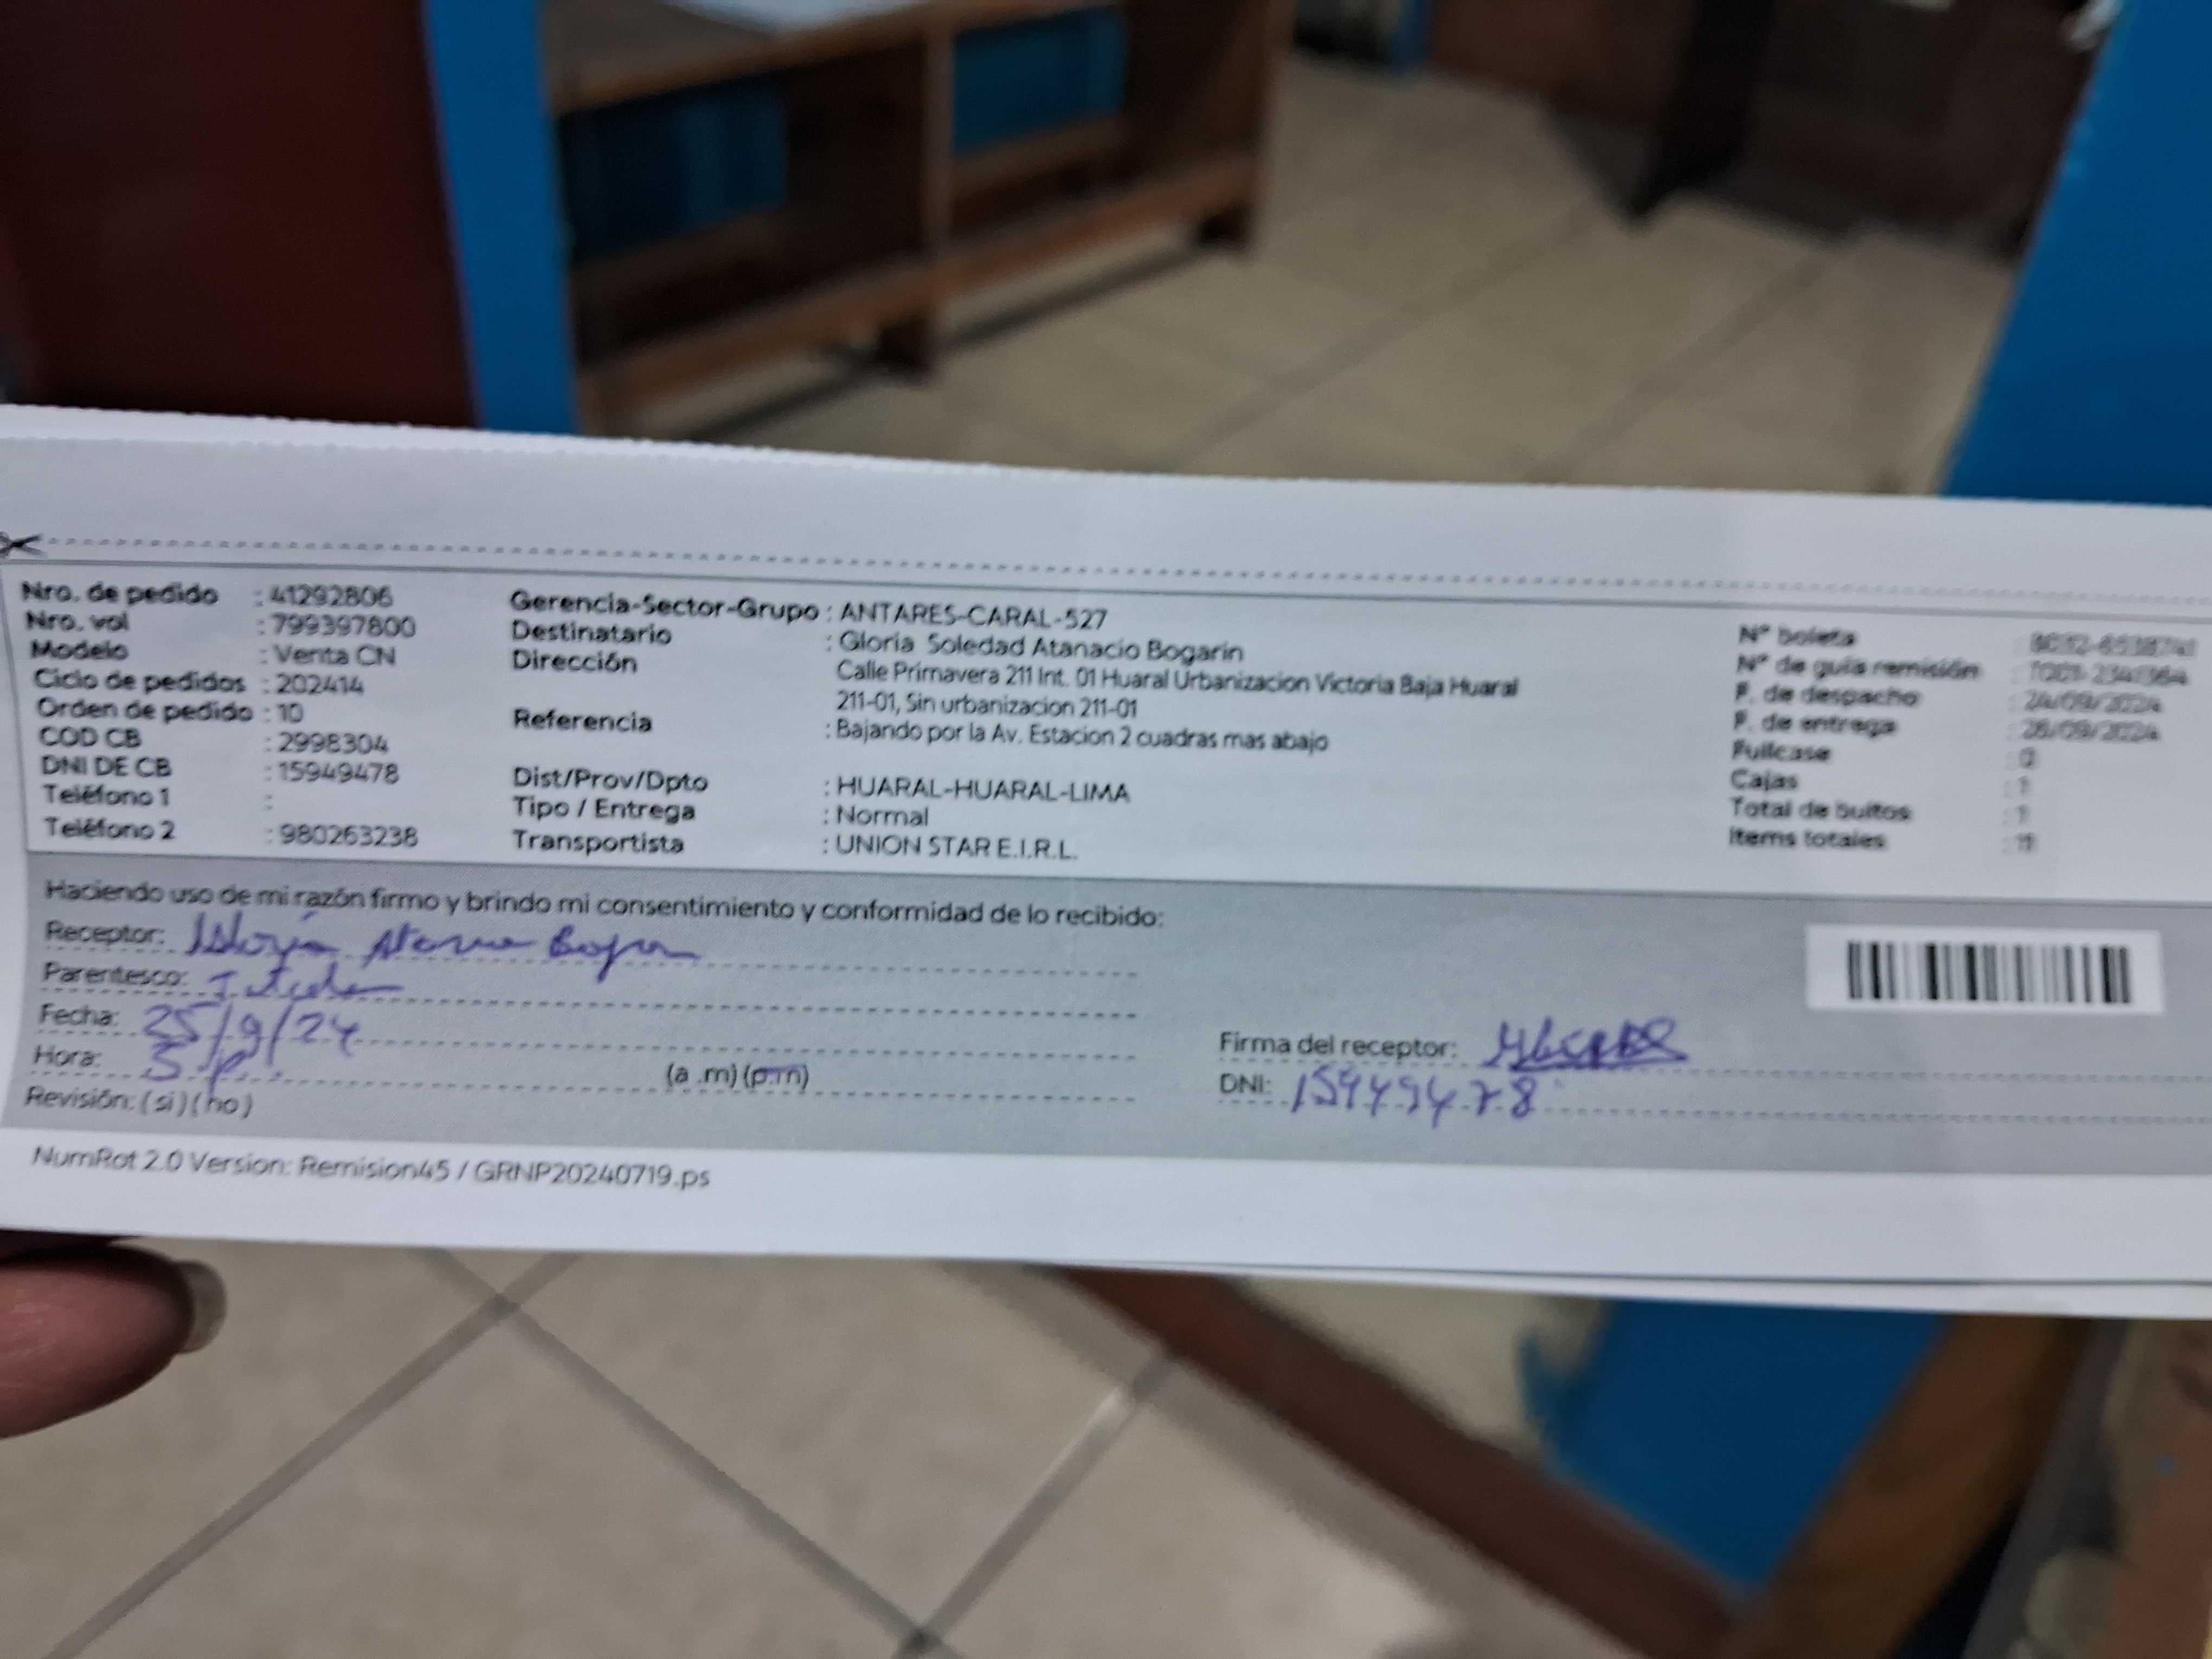 Nro. de pedido : 41292806
Nro. vol : 799397800
Modelo : Venta CN
Ciclo de pedidos : 202414
Orden de pedido : 10
COD CB : 2998304
DNI DE CB : 15949478
Teléfono 1 :
Teléfono 2 : 980263238
Gerencia-Sector-Grupo : ANTARES-CARAL-527
Destinatario : Gloria Soledad Atanacio Bogarin
Dirección Calle Primavera 211 Int. 01 Huaral Urbanizacion Victoria Baja Huaral
211-01, Sin urbanizacion 211-01
Referencia : Bajando por la Av. Estacion 2 cuadras mas abajo
Dist/Prov/Dpto : HUARAL-HUARAL-LIMA
Tipo / Entrega : Normal
Transportista : UNION STAR E.I.R.L.
N° boleta :
N° de guia remisión :
F. de despacho : 24/09/2024
F. de entrega :
Fullcase : 0
Cajas : 1
Total de bultos : 1
Items totales : 11
Haciendo uso de mi razón firmo y brindo mi consentimiento y conformidad de lo recibido:
Receptor:
Parentesco:
Fecha: 25/9/24
Hora: (a .m) (p.m)
Revisión: (si) (no)
Firma del receptor:
DNI: 15949478
NumRot 2.0 Version: Remision45 / GRNP20240719.ps